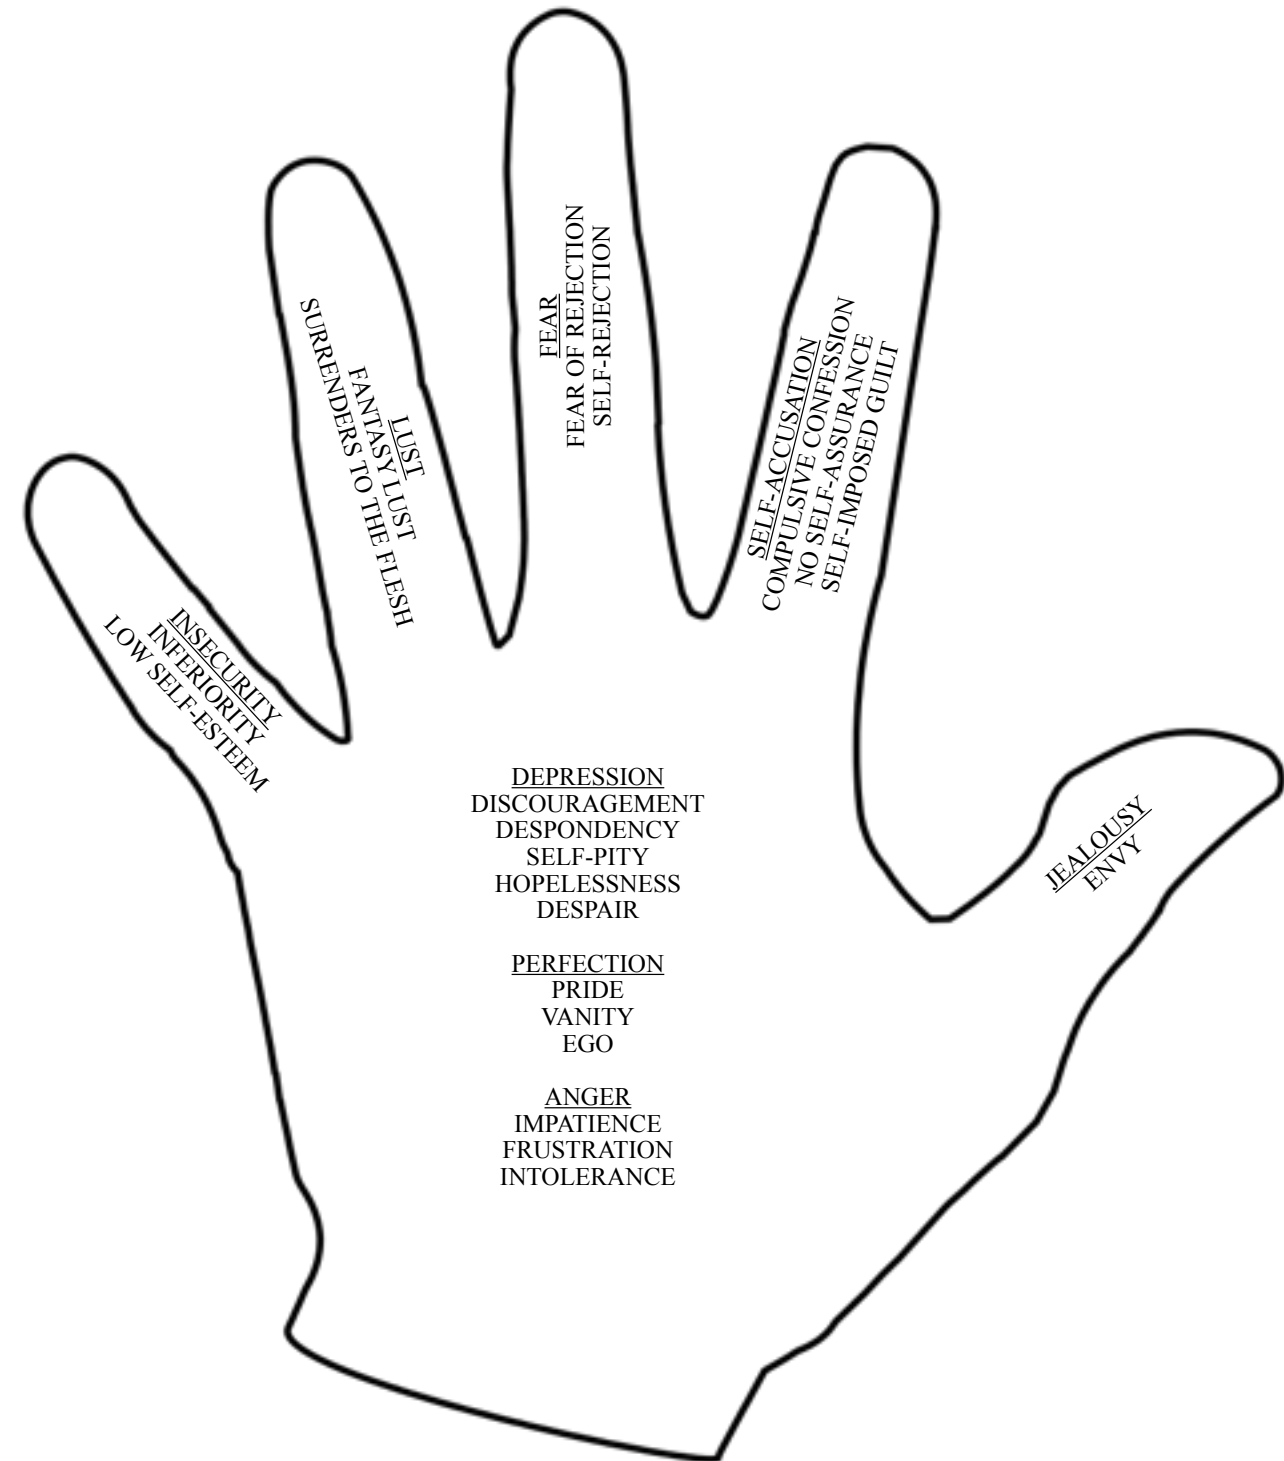 INSECURITY
INFERIORITY
LOW SELF-ESTEEM
LUST
FANTASY LUST
SURRENDERS TO THE FLESH
FEAR
FEAR OF REJECTION
SELF-REJECTION
SELF-ACCUSATION
COMPULSIVE CONFESSION
NO SELF-ASSURANCE
SELF-IMPOSED GUILT
JEALOUSY
ENVY
DEPRESSION
DISCOURAGEMENT
DESPONDENCY
SELF-PITY
HOPELESSNESS
DESPAIR
PERFECTION
PRIDE
VANITY
EGO
ANGER
IMPATIENCE
FRUSTRATION
INTOLERANCE